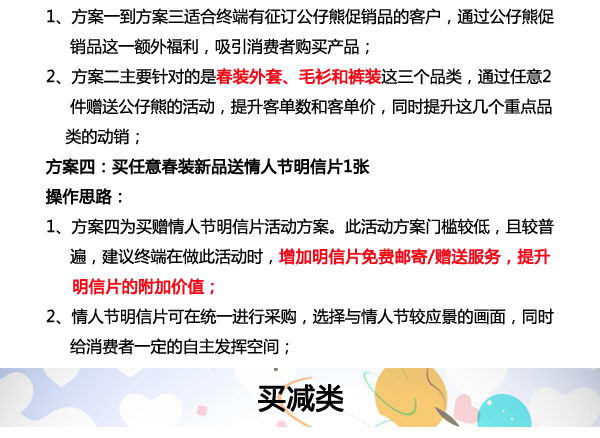 1、方案一到方案三适合终端有征订公仔熊促销品的客户，通过公仔熊促
销品这一额外福利，吸引消费者购买产品；
2、方案二主要针对的是春装外套、毛衫和裤装这三个品类，通过任意2
件赠送公仔熊的活动，提升客单数和客单价，同时提升这几个重点品
类的动销；
方案四：买任意春装新品送情人节明信片1张
操作思路：
1、方案四为买赠情人节明信片活动方案。此活动方案门槛较低，且较普
遍，建议终端在做此活动时，增加明信片免费邮寄/赠送服务，提升
明信片的附加价值；
2、情人节明信片可在统一进行采购，选择与情人节较应景的画面，同时
给消费者一定的自主发挥空间；
买减类